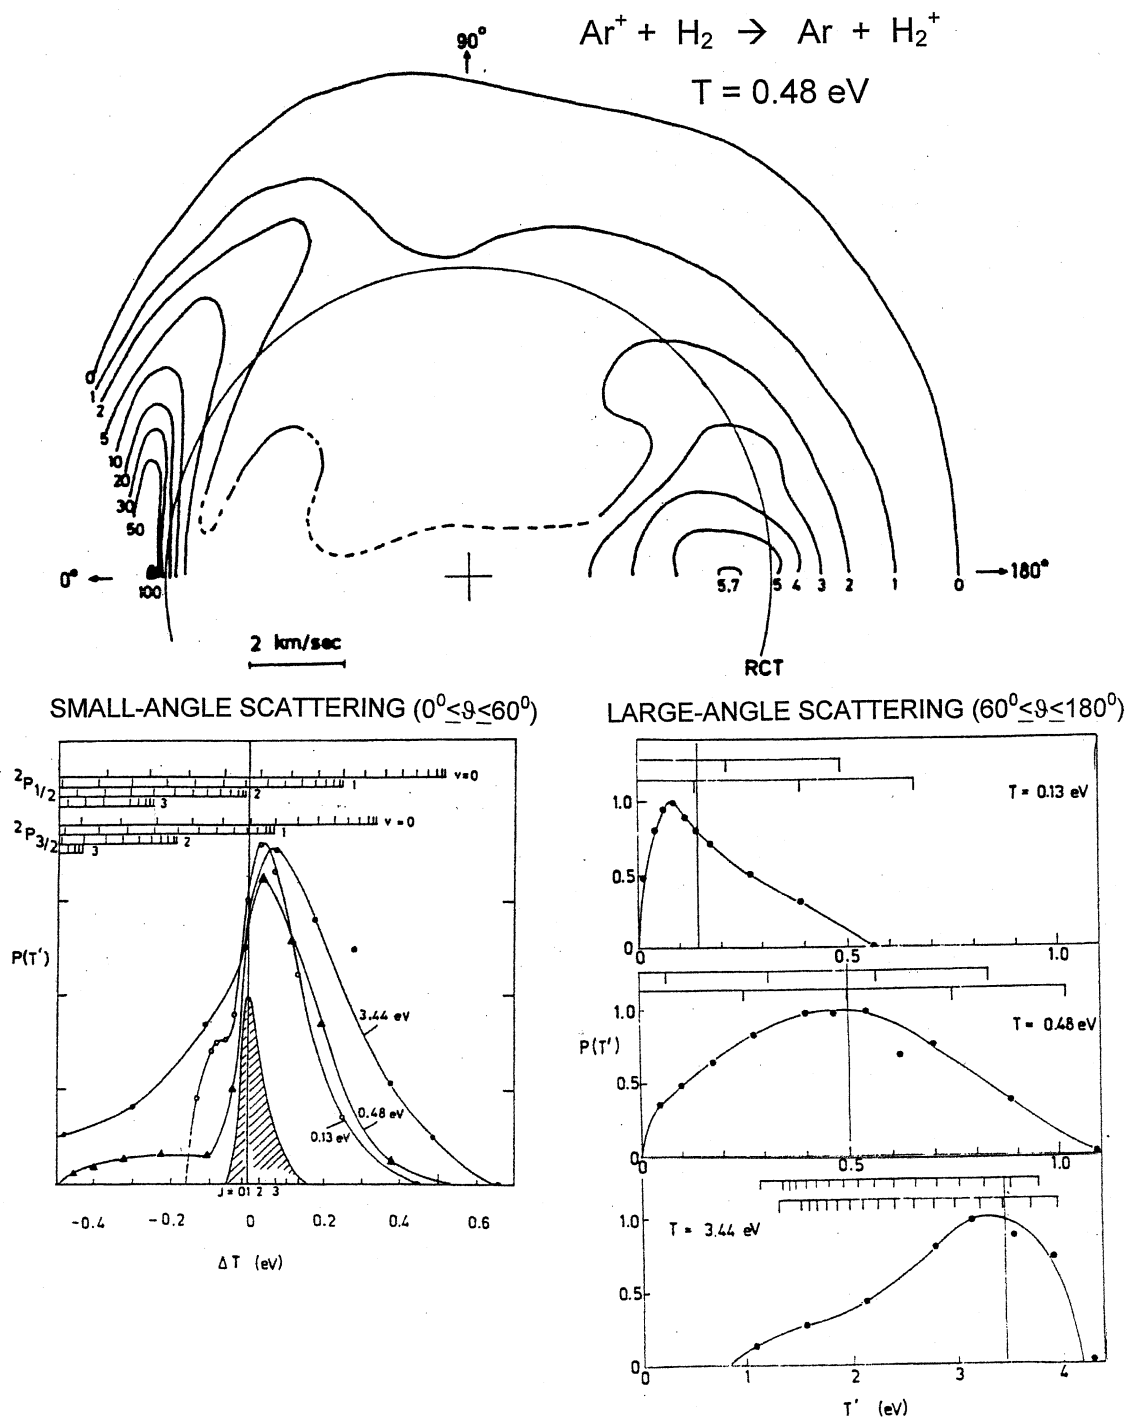 Ar⁺ + H₂ → Ar + H₂⁺
T = 0.48 eV
90°
0
1
2
5
10
20
30
50
100
0°
5,7
5
4
3
2
1
0
180°
2 km/sec
RCT
SMALL-ANGLE SCATTERING (0⁰≤ϑ≤60⁰)
LARGE-ANGLE SCATTERING (60⁰≤ϑ≤180⁰)
²P1/2
v=0
1
2
3
²P3/2
v=0
1
2
3
P(T')
3.44 eV
0.48 eV
0.13 eV
J = 0 1 2 3
-0.4 -0.2 0 0.2 0.4 0.6
ΔT (eV)
T = 0.13 eV
1.0
0.5
0
0 0.5 1.0
T = 0.48 eV
1.0
P(T')
0.5
0
0 0.5 1.0
T = 3.44 eV
1.0
0.5
0
0 1 2 3 4
T' (eV)